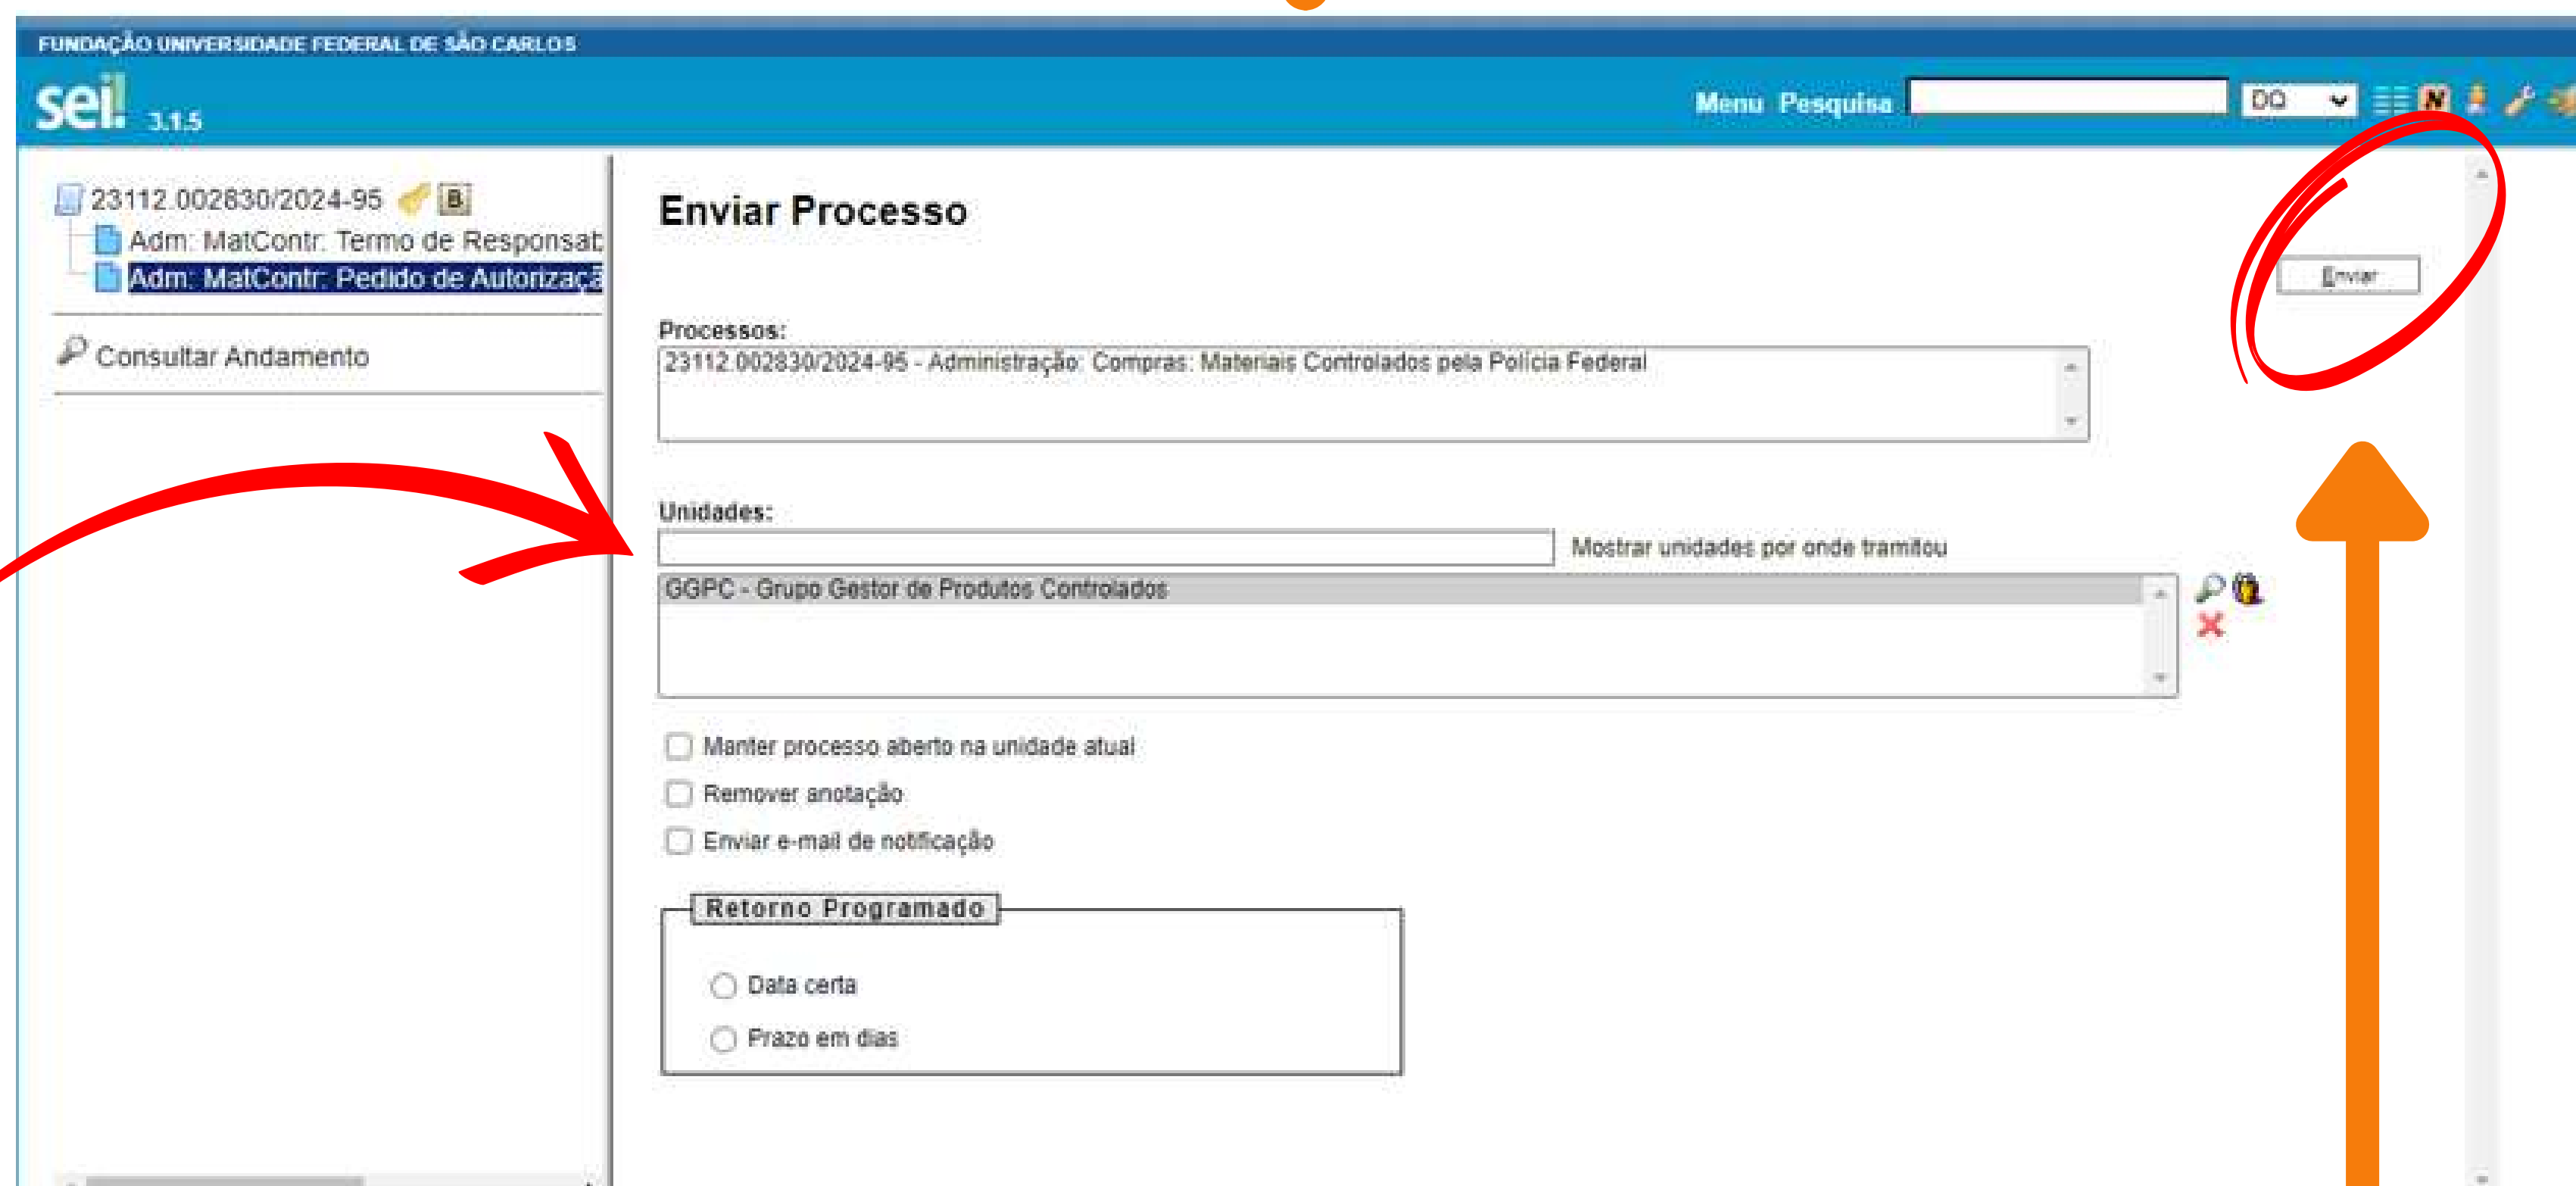 FUNDAÇÃO UNIVERSIDADE FEDERAL DE SÃO CARLOS
sei! 3.1.5
Menu Pesquisa DQ N
23112.002830/2024-95 B
Adm: MatContr: Termo de Responsab
Adm: MatContr: Pedido de Autorizaçã
Consultar Andamento
Enviar Processo
Enviar
Processos:
23112.002830/2024-95 - Administração: Compras: Materiais Controlados pela Polícia Federal
Unidades:
Mostrar unidades por onde tramitou
GGPC - Grupo Gestor de Produtos Controlados
Manter processo aberto na unidade atual
Remover anotação
Enviar e-mail de notificação
Retorno Programado
Data certa
Prazo em dias